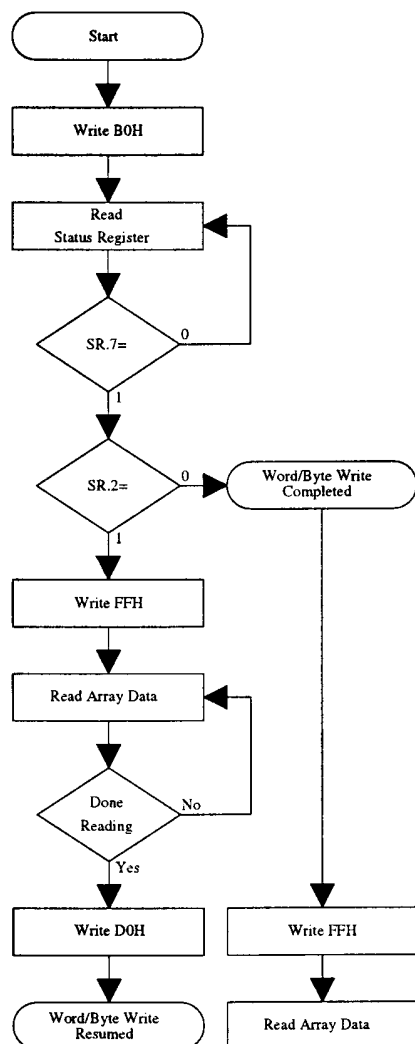 Start
Write B0H
Read
Status Register
SR.7=
0
1
SR.2=
0
Word/Byte Write
Completed
1
Write FFH
Read Array Data
Done
Reading
No
Yes
Write D0H
Write FFH
Word/Byte Write
Resumed
Read Array Data